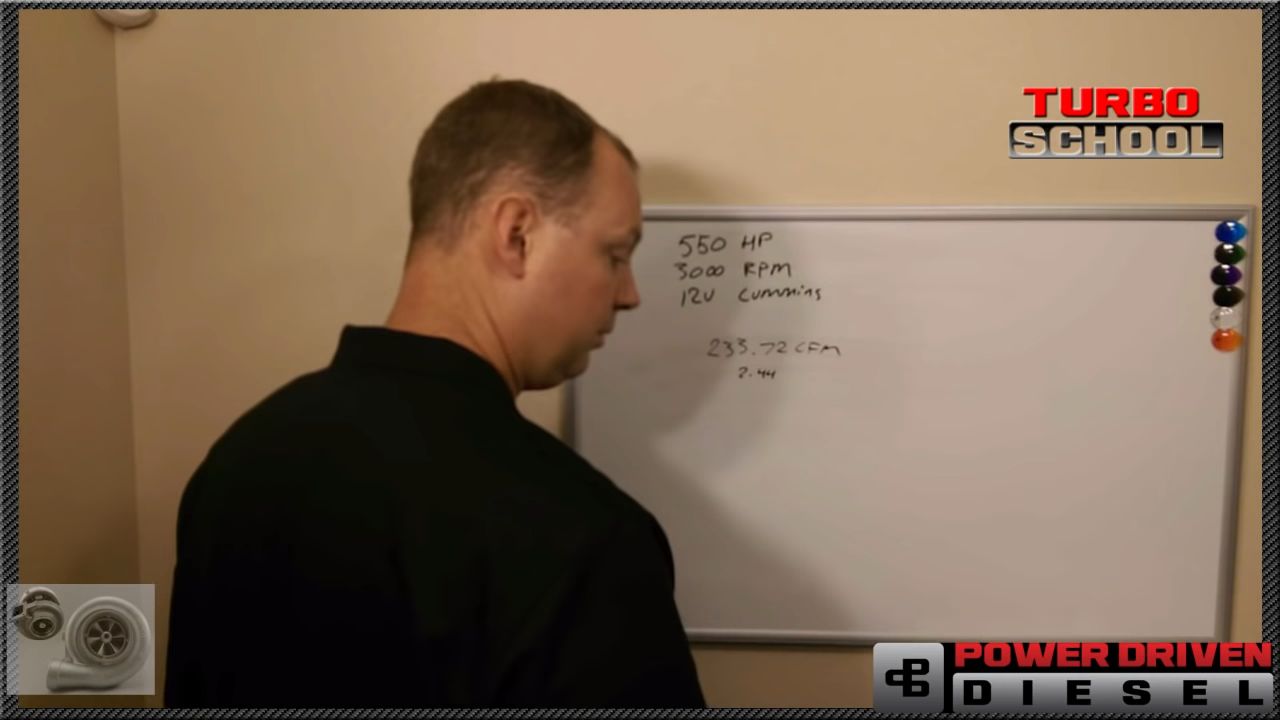 TURBO
SCHOOL
550 HP
3000 RPM
12V Cummins
233.72 CFM
2.44
POWER DRIVEN
DIESEL